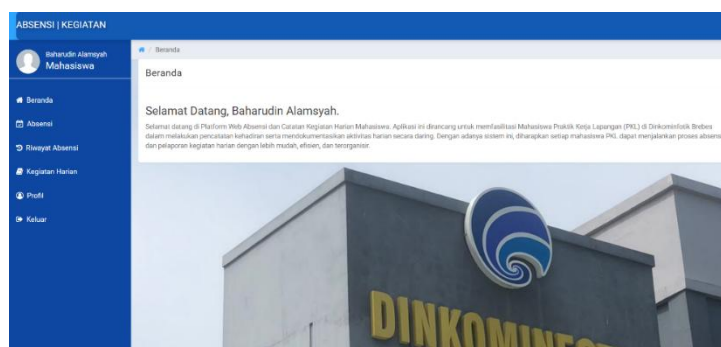 ABSENSI | KEGIATAN
Baharudin Alamsyah
Mahasiswa
Beranda
Absensi
Riwayat Absensi
Kegiatan Harian
Profil
Keluar
/ Beranda
Beranda
Selamat Datang, Baharudin Alamsyah.
Selamat datang di Platform Web Absensi dan Catatan Kegiatan Harian Mahasiswa. Aplikasi ini dirancang untuk memfasilitasi Mahasiswa Praktik Kerja Lapangan (PKL) di Dinkominfotik Brebes
dalam melakukan pencatatan kehadiran serta mendokumentasikan aktivitas harian secara daring. Dengan adanya sistem ini, diharapkan setiap mahasiswa PKL dapat menjalankan proses absensi
dan pelaporan kegiatan harian dengan lebih mudah, efisien, dan terorganisir.
DINKOMINFO